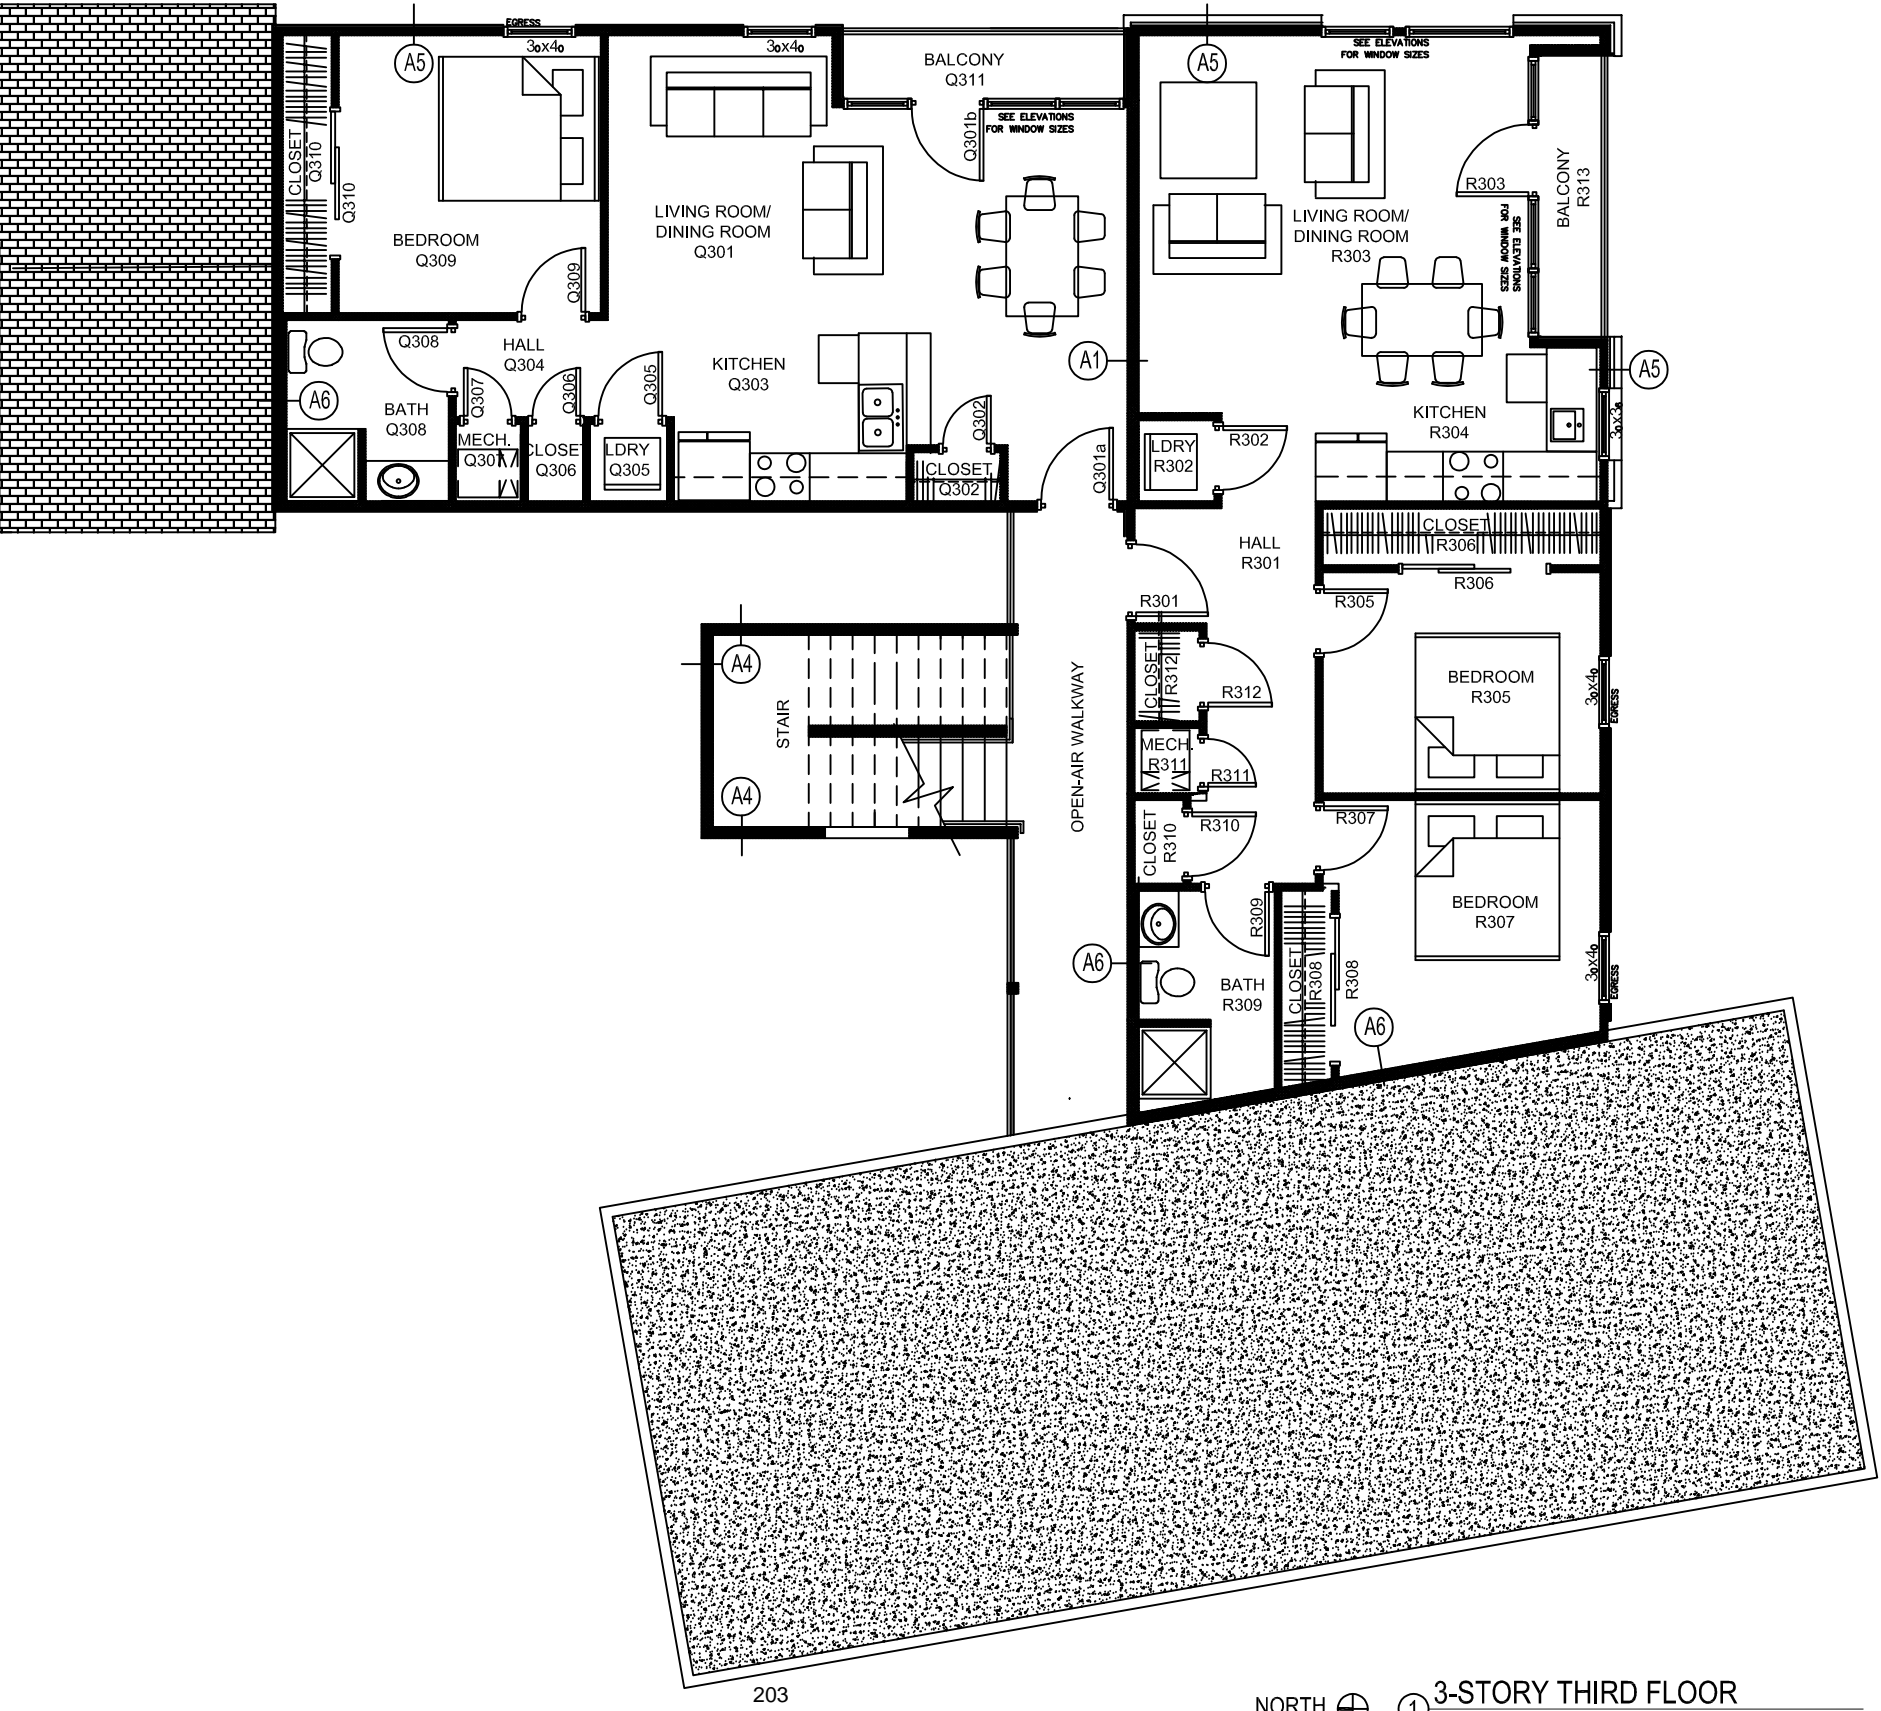 EGRESS
3₀x4₀
A5
CLOSET
Q310
Q310
BEDROOM
Q309
Q309
3₀x4₀
LIVING ROOM/
DINING ROOM
Q301
BALCONY
Q311
SEE ELEVATIONS
FOR WINDOW SIZES
Q301b
A5
SEE ELEVATIONS
FOR WINDOW SIZES
R303
BALCONY
R313
LIVING ROOM/
DINING ROOM
R303
SEE ELEVATIONS
FOR WINDOW SIZES
Q308
HALL
Q304
A6
BATH
Q308
Q307
MECH.
Q307
Q306
CLOSET
Q306
Q305
LDRY
Q305
KITCHEN
Q303
Q302
CLOSET
Q302
Q301a
A1
LDRY
R302
R302
KITCHEN
R304
A5
3₀x3₆
HALL
R301
CLOSET
R306
R306
R301
R305
A4
STAIR
A4
OPEN-AIR WALKWAY
CLOSET
R312
R312
BEDROOM
R305
3₀x4₀
EGRESS
MECH.
R311
R311
CLOSET
R310
R310
R307
BEDROOM
R307
3₀x4₀
EGRESS
R309
A6
BATH
R309
CLOSET
R308
R308
A6
203
NORTH
1
3-STORY THIRD FLOOR